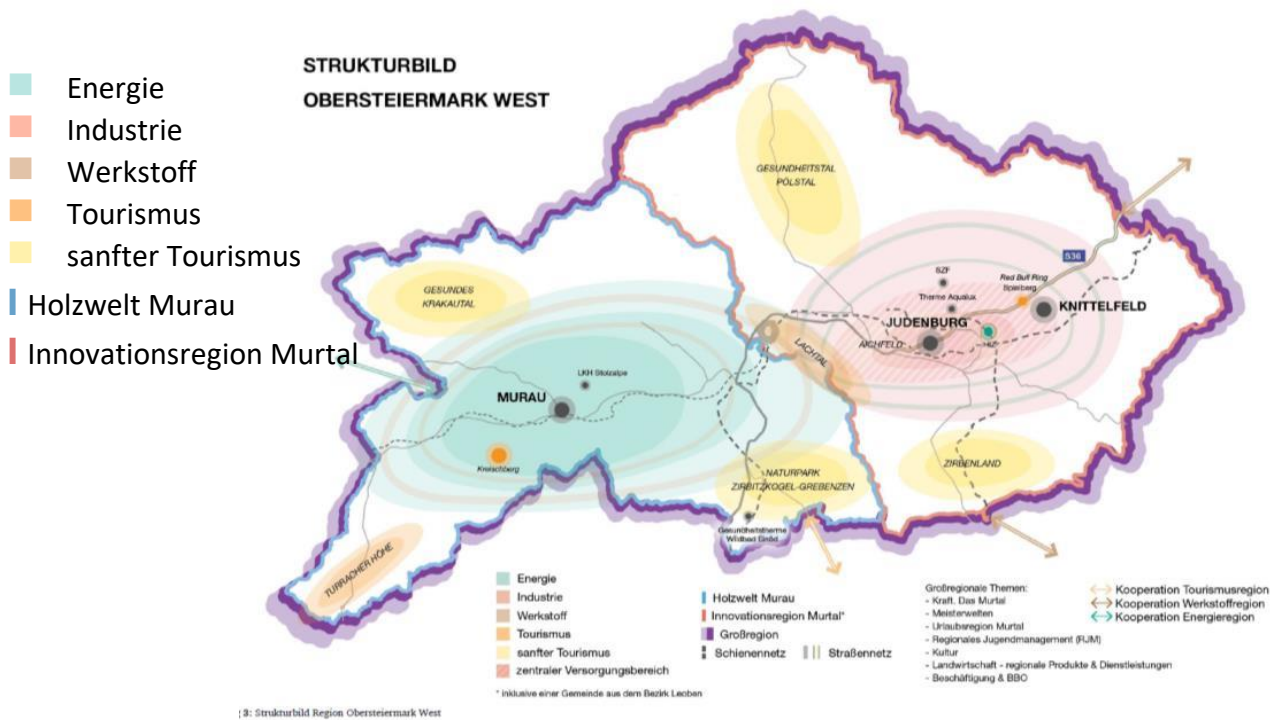 STRUKTURBILD
OBERSTEIERMARK WEST
Energie
Industrie
Werkstoff
Tourismus
sanfter Tourismus
Holzwelt Murau
Innovationsregion Murtal
GESUNDHEITSTAL
PÖLSTAL
S36
GESUNDES
KRAKAUTAL
SZF
Red Bull Ring
Spielberg
Therme Aqualux
KNITTELFELD
JUDENBURG
AICHFELD
LACHTAL
LKH Stolzalpe
MURAU
Kreischberg
ZIRBENLAND
NATURPARK
ZIRBITZKOGEL-GREBENZEN
Gesundheitstherme
Wildbad Einöd
TURRACHER HÖHE
Energie
Industrie
Werkstoff
Tourismus
sanfter Tourismus
zentraler Versorgungsbereich
* inklusive einer Gemeinde aus dem Bezirk Leoben
Holzwelt Murau
Innovationsregion Murtal*
Großregion
Schienennetz
Straßennetz
Großregionale Themen:
- Kraft. Das Murtal
- Meisterwelten
- Urlaubsregion Murtal
- Regionales Jugendmanagement (RJM)
- Kultur
- Landwirtschaft - regionale Produkte & Dienstleistungen
- Beschäftigung & BBO
Kooperation Tourismusregion
Kooperation Werkstoffregion
Kooperation Energieregion
3: Strukturbild Region Obersteiermark West